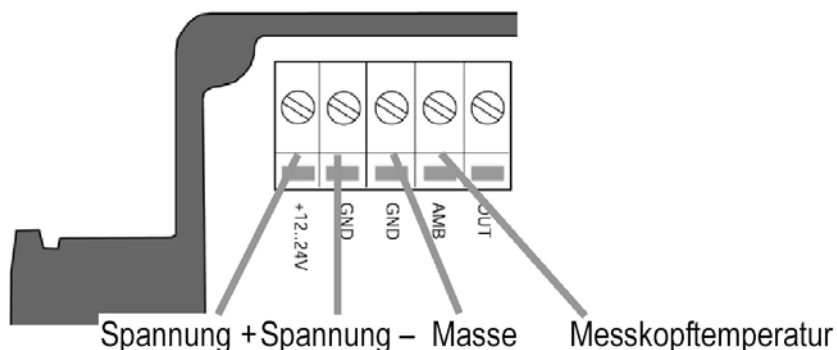 +12..24V
GND
GND
AMB
OUT
Spannung + Spannung – Masse Messkopftemperatur